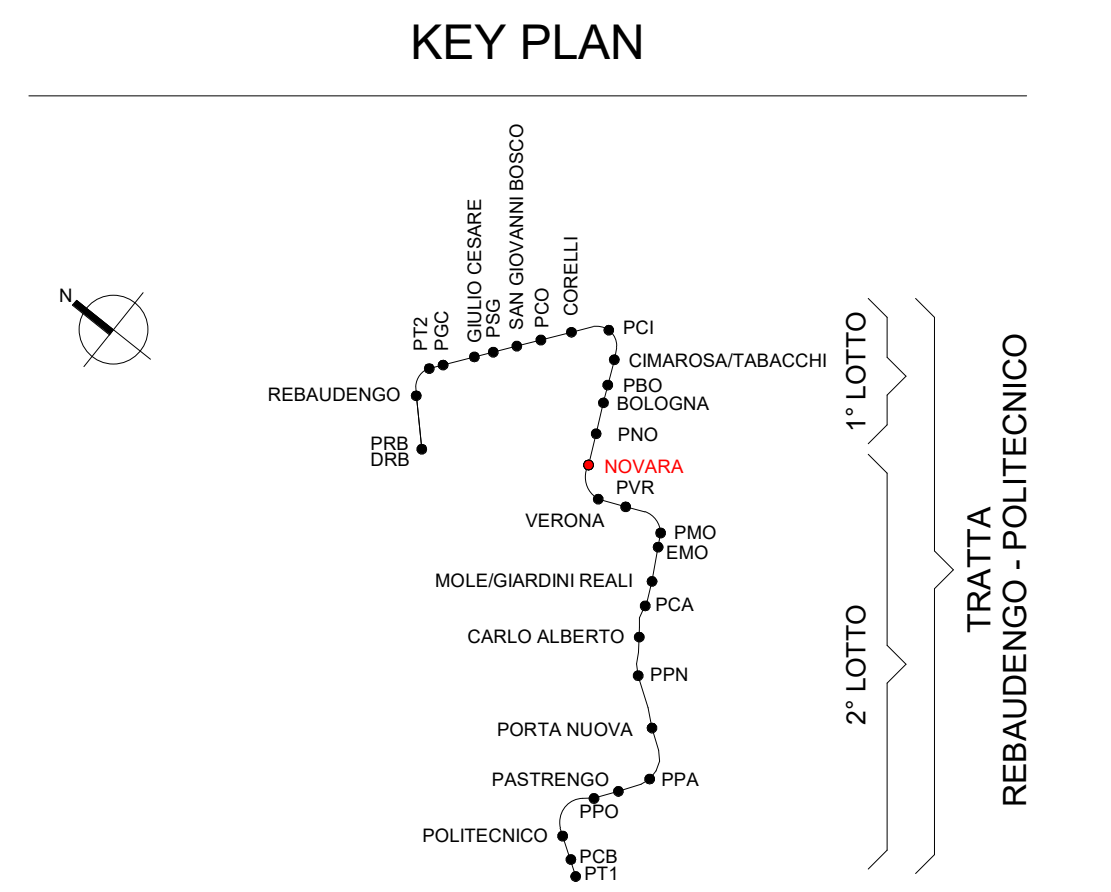 KEY PLAN
N
PT2
PGC
GIULIO CESARE
PSG
SAN GIOVANNI BOSCO
PCO
CORELLI
PCI
CIMAROSA/TABACCHI
REBAUDENGO
PBO
BOLOGNA
PRB
DRB
PNO
NOVARA
PVR
VERONA
PMO
EMO
MOLE/GIARDINI REALI
PCA
CARLO ALBERTO
PPN
PORTA NUOVA
PASTRENGO
PPA
PPO
POLITECNICO
PCB
PT1
1° LOTTO
2° LOTTO
TRATTA
REBAUDENGO - POLITECNICO